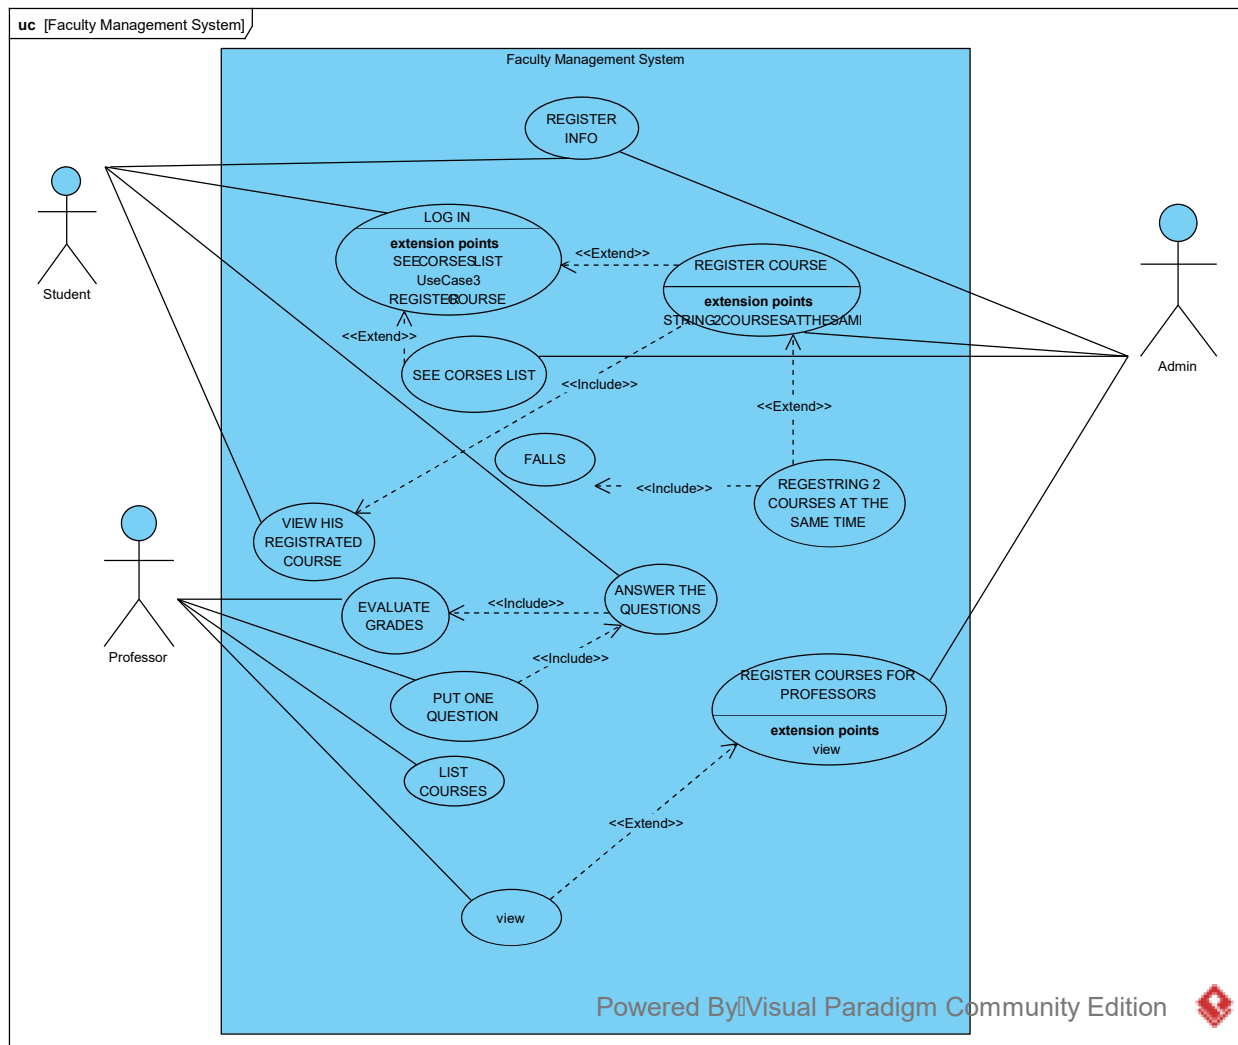 uc [Faculty Management System]
Faculty Management System
REGISTER
INFO
LOG IN
extension points
SEECORSESLIST
UseCase3
REGISTERCOURSE
<<Extend>>
REGISTER COURSE
extension points
STRING2COURSESATTHESAMI
Student
Admin
<<Extend>>
SEE CORSES LIST
<<Include>>
<<Extend>>
FALLS
<<Include>>
REGESTRING 2
COURSES AT THE
SAME TIME
VIEW HIS
REGISTRATED
COURSE
Professor
EVALUATE
GRADES
<<Include>>
ANSWER THE
QUESTIONS
<<Include>>
PUT ONE
QUESTION
REGISTER COURSES FOR
PROFESSORS
extension points
view
LIST
COURSES
<<Extend>>
view
Powered By Visual Paradigm Community Edition